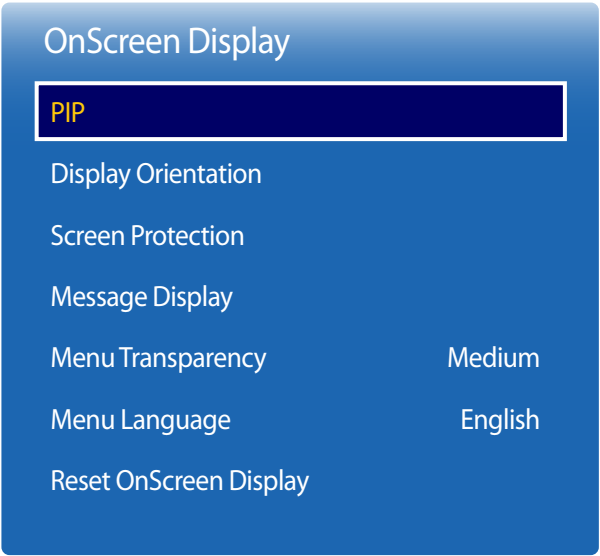 OnScreen Display
PIP
Display Orientation
Screen Protection
Message Display
Menu Transparency Medium
Menu Language English
Reset OnScreen Display